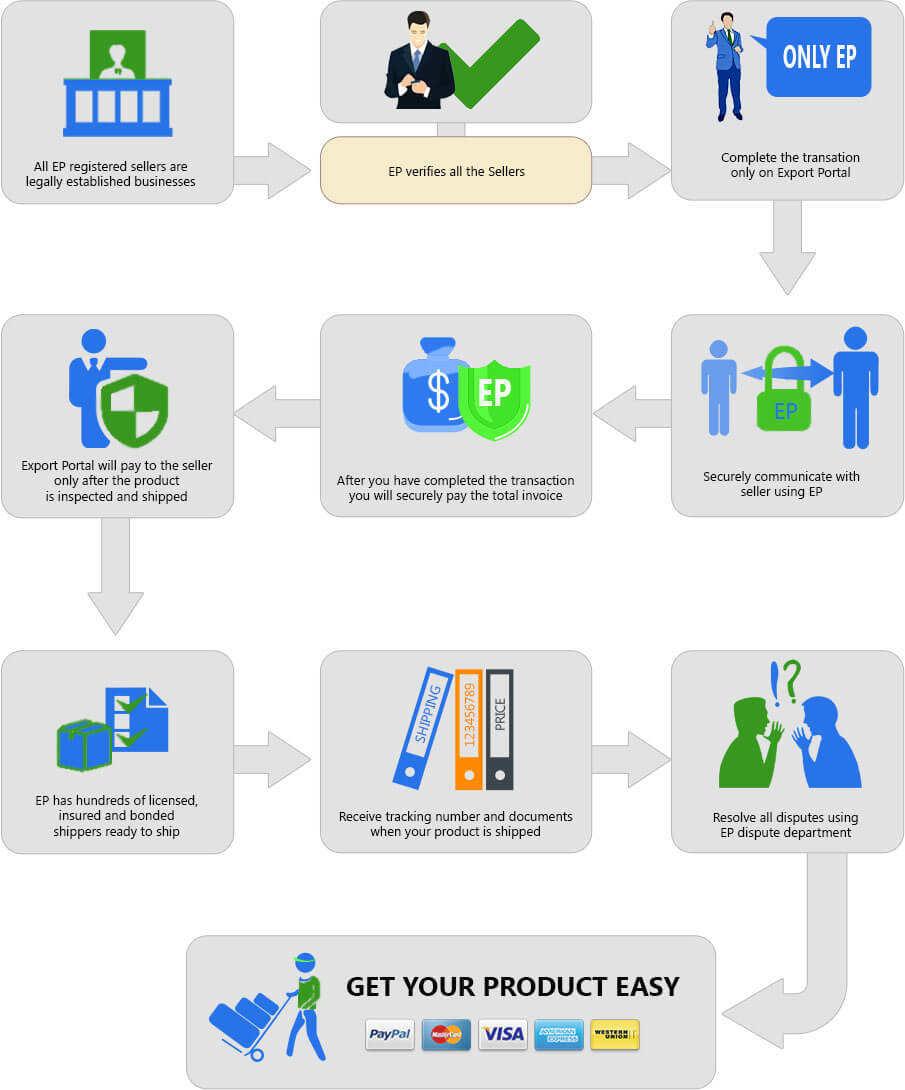 All EP registered sellers are
legally established businesses
EP verifies all the Sellers
ONLY EP
Complete the transation
only on Export Portal
EP
Securely communicate with
seller using EP
$
EP
After you have completed the transaction
you will securely pay the total invoice
Export Portal will pay to the seller
only after the product
is inspected and shipped
EP has hundreds of licensed,
insured and bonded
shippers ready to ship
SHIPPING
123456789
PRICE
Receive tracking number and documents
when your product is shipped
!?
Resolve all disputes using
EP dispute department
GET YOUR PRODUCT EASY
PayPal
MasterCard
VISA
AMERICAN
EXPRESS
WESTERN
UNION